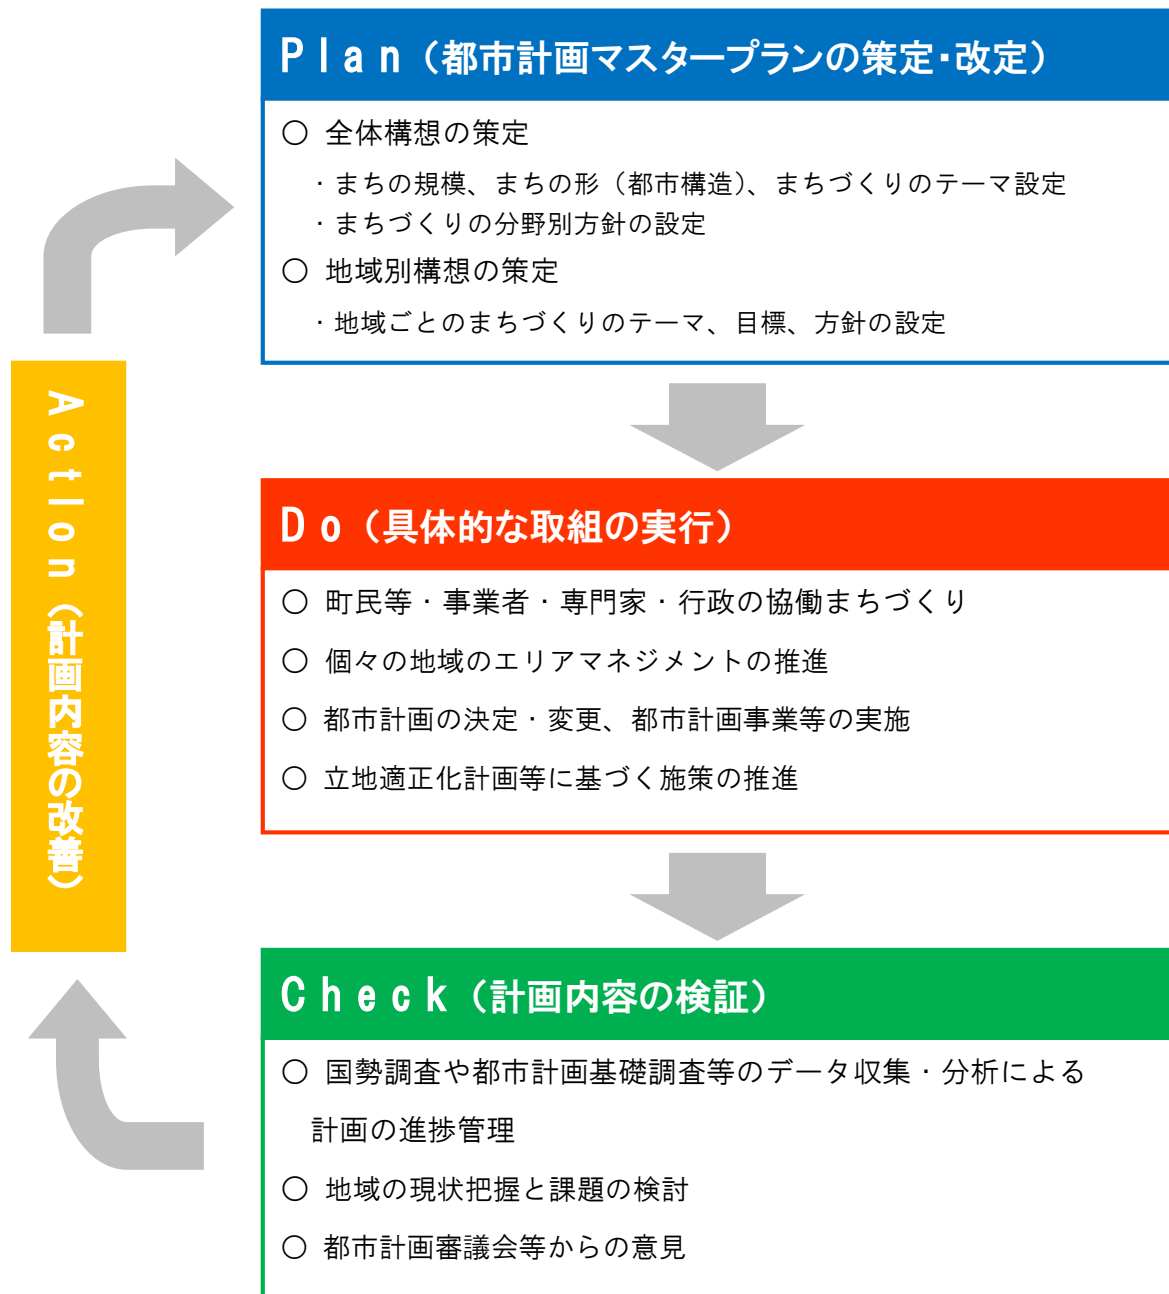 Plan（都市計画マスタープランの策定・改定）
○ 全体構想の策定
・まちの規模、まちの形（都市構造）、まちづくりのテーマ設定
・まちづくりの分野別方針の設定
○ 地域別構想の策定
・地域ごとのまちづくりのテーマ、目標、方針の設定
Do（具体的な取組の実行）
○ 町民等・事業者・専門家・行政の協働まちづくり
○ 個々の地域のエリアマネジメントの推進
○ 都市計画の決定・変更、都市計画事業等の実施
○ 立地適正化計画等に基づく施策の推進
Check（計画内容の検証）
○ 国勢調査や都市計画基礎調査等のデータ収集・分析による
計画の進捗管理
○ 地域の現状把握と課題の検討
○ 都市計画審議会等からの意見
Action（計画内容の改善）